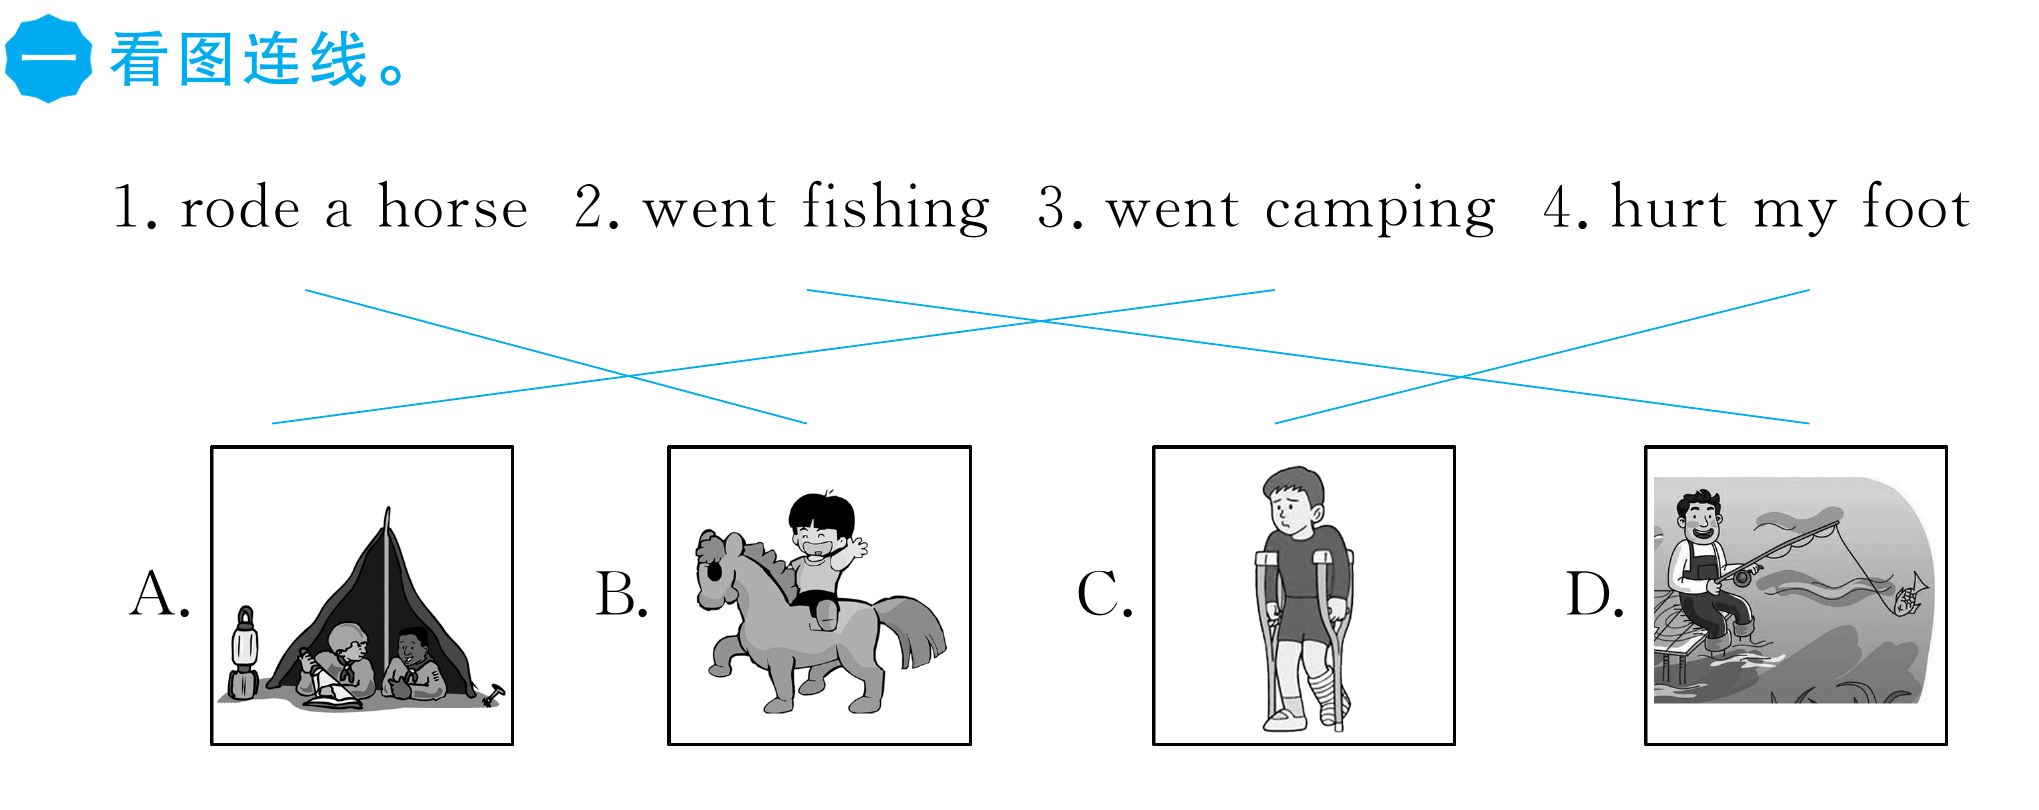 一 看图连线。
1. rode a horse 2. went fishing 3. went camping 4. hurt my foot
A. B. C. D.